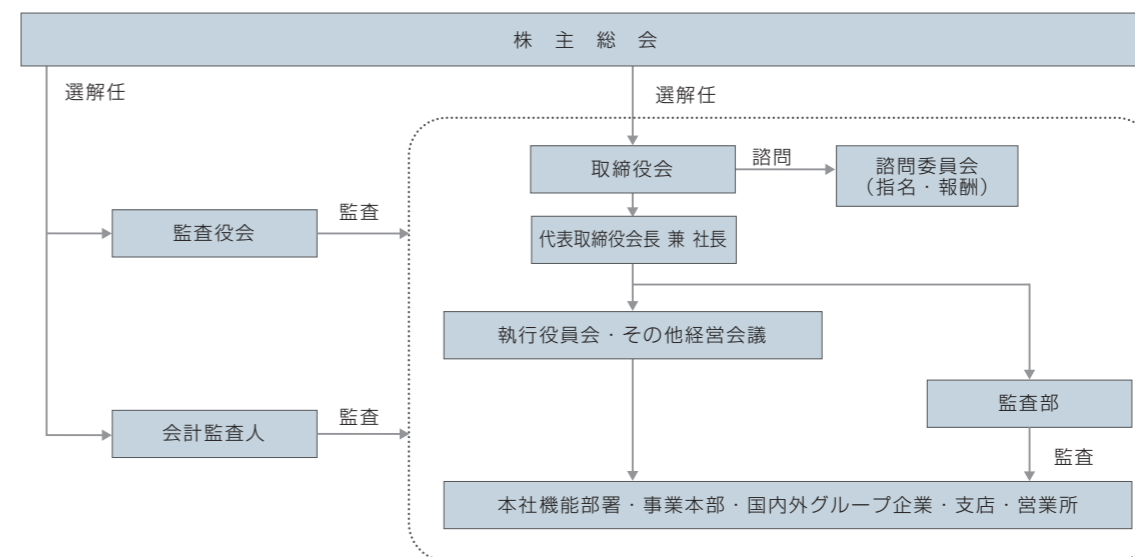 株主総会
選解任
選解任
取締役会
諮問
諮問委員会
（指名・報酬）
監査役会
監査
代表取締役会長 兼 社長
執行役員会・その他経営会議
監査部
会計監査人
監査
監査
本社機能部署・事業本部・国内外グループ企業・支店・営業所